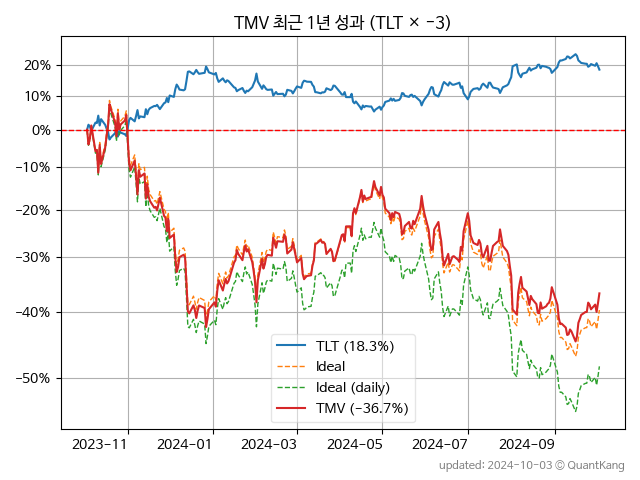 TMV 최근 1년 성과 (TLT × −3)
20%
10%
0%
−10%
−20%
−30%
−40%
−50%
TLT (18.3%)
Ideal
Ideal (daily)
TMV (−36.7%)
2023-11
2024-01
2024-03
2024-05
2024-07
2024-09
updated: 2024-10-03 © QuantKang